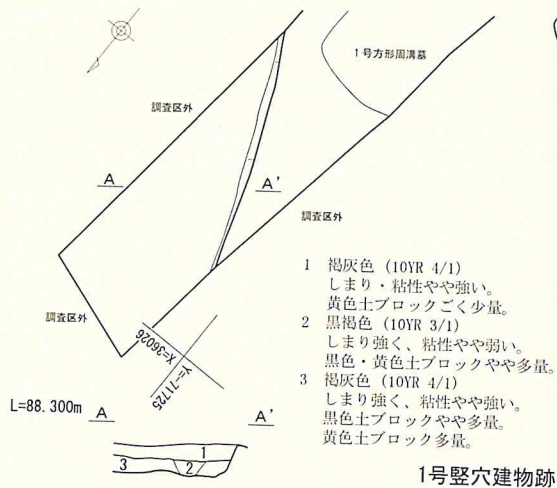 1号方形周溝墓
調査区外
A
A'
調査区外
調査区外
X=36026
Y=-71725
1 褐灰色 (10YR 4/1)
しまり・粘性やや強い。
黄色土ブロックごく少量。
2 黒褐色 (10YR 3/1)
しまり強く、粘性やや弱い。
黒色・黄色土ブロックやや多量。
3 褐灰色 (10YR 4/1)
しまり強く、粘性やや強い。
黒色土ブロックやや多量。
黄色土ブロック多量。
L=88.300m A A'
1
3 2
1号竪穴建物跡